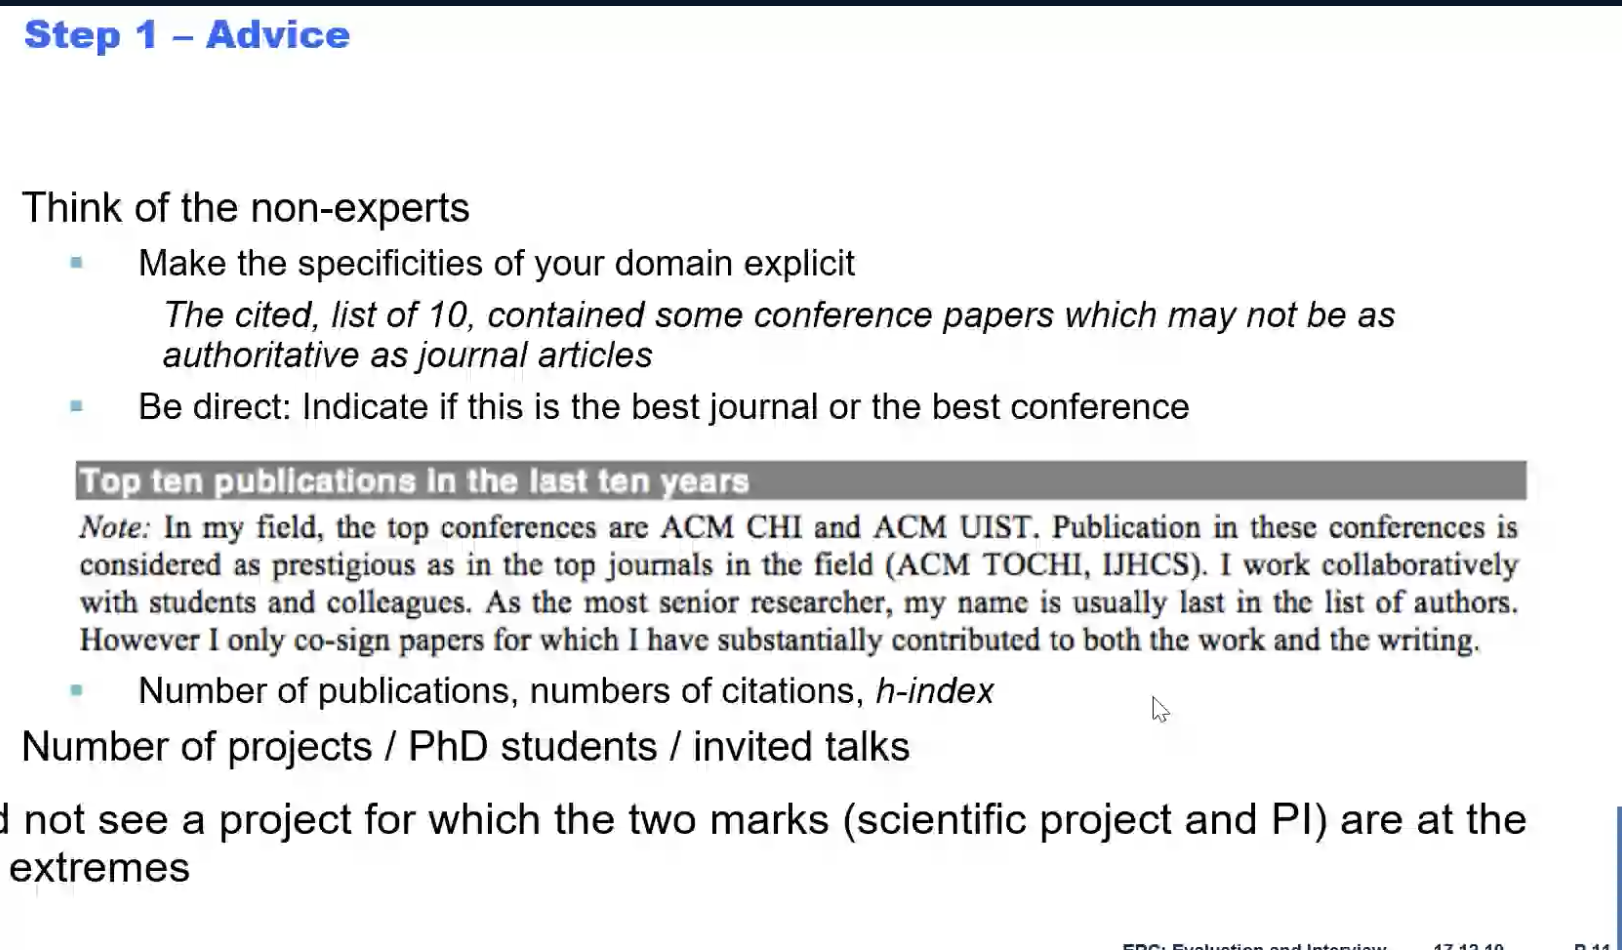 Step 1 – Advice
Think of the non-experts
Make the specificities of your domain explicit
The cited, list of 10, contained some conference papers which may not be as
authoritative as journal articles
Be direct: Indicate if this is the best journal or the best conference
Top ten publications in the last ten years
Note: In my field, the top conferences are ACM CHI and ACM UIST. Publication in these conferences is
considered as prestigious as in the top journals in the field (ACM TOCHI, IJHCS). I work collaboratively
with students and colleagues. As the most senior researcher, my name is usually last in the list of authors.
However I only co-sign papers for which I have substantially contributed to both the work and the writing.
Number of publications, numbers of citations, h-index
Number of projects / PhD students / invited talks
not see a project for which the two marks (scientific project and PI) are at the
extremes
ERC: Evaluation and Interview